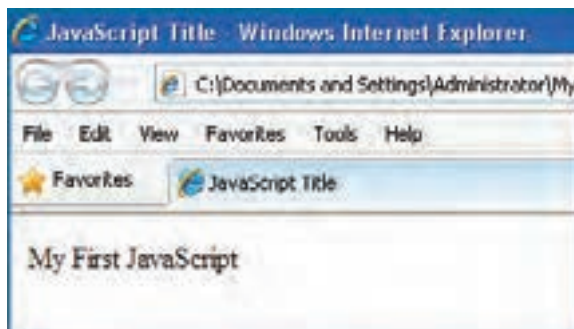 JavaScript Title - Windows Internet Explorer
C:\Documents and Settings\Administrator\My
File Edit View Favorites Tools Help
Favorites JavaScript Title
My First JavaScript